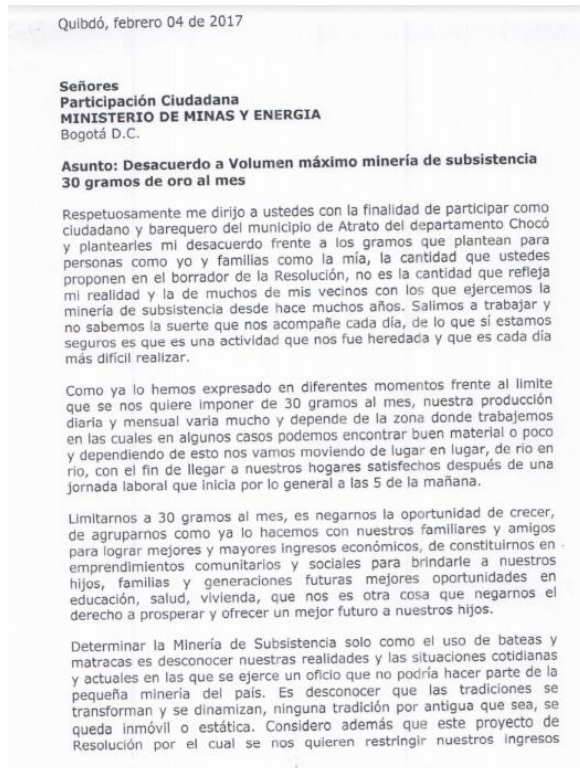 Quibdó, febrero 04 de 2017
Señores
Participación Ciudadana
MINISTERIO DE MINAS Y ENERGIA
Bogotá D.C.
Asunto: Desacuerdo a Volumen máximo minería de subsistencia
30 gramos de oro al mes
Respetuosamente me dirijo a ustedes con la finalidad de participar como
ciudadano y barequero del municipio de Atrato del departamento Chocó
y plantearles mi desacuerdo frente a los gramos que plantean para
personas como yo y familias como la mía, la cantidad que ustedes
proponen en el borrador de la Resolución, no es la cantidad que refleja
mi realidad y la de muchos de mis vecinos con los que ejercemos la
minería de subsistencia desde hace muchos años. Salimos a trabajar y
no sabemos la suerte que nos acompañe cada día, de lo que sí estamos
seguros es que es una actividad que nos fue heredada y que es cada día
más difícil realizar.
Como ya lo hemos expresado en diferentes momentos frente al limite
que se nos quiere imponer de 30 gramos al mes, nuestra producción
diaria y mensual varia mucho y depende de la zona donde trabajemos
en las cuales en algunos casos podemos encontrar buen material o poco
y dependiendo de esto nos vamos moviendo de lugar en lugar, de rio en
rio, con el fin de llegar a nuestros hogares satisfechos después de una
jornada laboral que inicia por lo general a las 5 de la mañana.
Limitarnos a 30 gramos al mes, es negarnos la oportunidad de crecer,
de agruparnos como ya lo hacemos con nuestros familiares y amigos
para lograr mejores y mayores ingresos económicos, de constituirnos en
emprendimientos comunitarios y sociales para brindarle a nuestros
hijos, familias y generaciones futuras mejores oportunidades en
educación, salud, vivienda, que nos es otra cosa que negarnos el
derecho a prosperar y ofrecer un mejor futuro a nuestros hijos.
Determinar la Minería de Subsistencia solo como el uso de bateas y
matracas es desconocer nuestras realidades y las situaciones cotidianas
y actuales en las que se ejerce un oficio que no podría hacer parte de la
pequeña minería del país. Es desconocer que las tradiciones se
transforman y se dinamizan, ninguna tradición por antigua que sea, se
queda inmóvil o estática. Considero además que este proyecto de
Resolución por el cual se nos quieren restringir nuestros ingresos